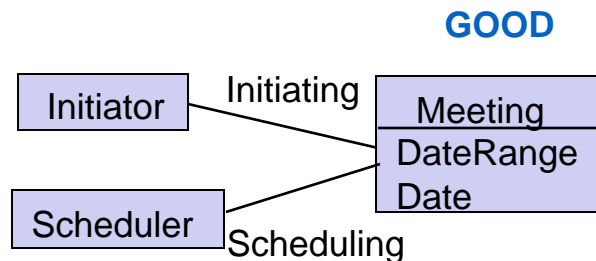 GOOD
Initiator
Initiating
Meeting
DateRange
Date
Scheduler
Scheduling